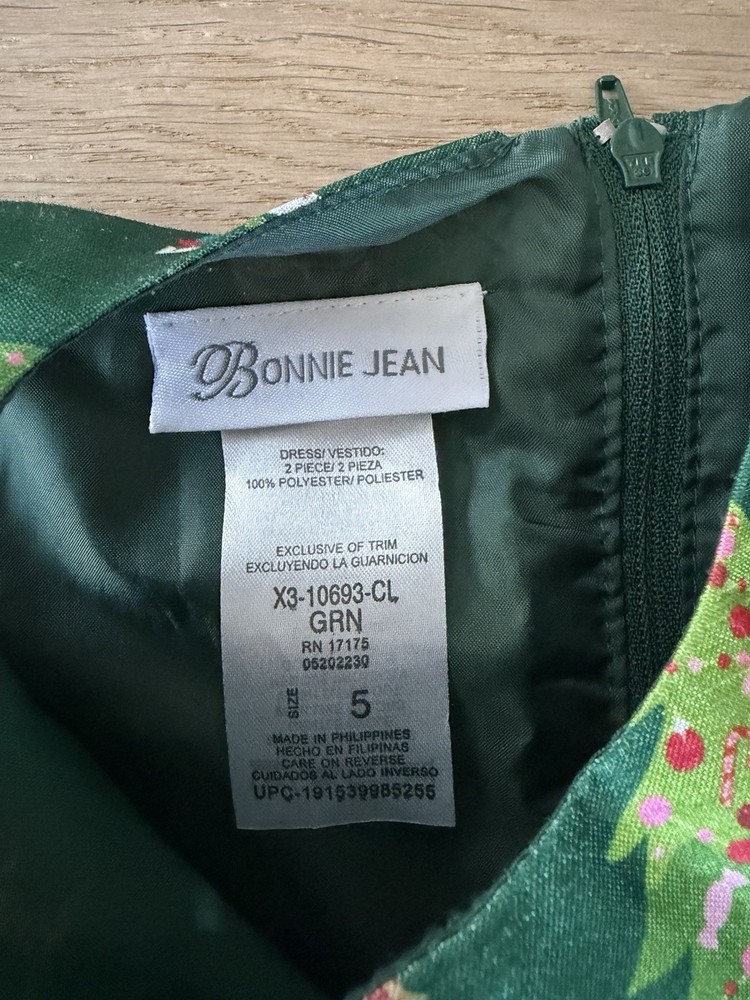 BONNIE JEAN
DRESS/ VESTIDO:
2 PIECE/ 2 PIEZA
100% POLYESTER/ POLIESTER
EXCLUSIVE OF TRIM
EXCLUYENDO LA GUARNICION
X3-10693-CL
GRN
RN 17175
05202230
SIZE 5
MADE IN PHILIPPINES
HECHO EN FILIPINAS
CARE ON REVERSE
CUIDADOS AL LADO INVERSO
UPC-191539985255